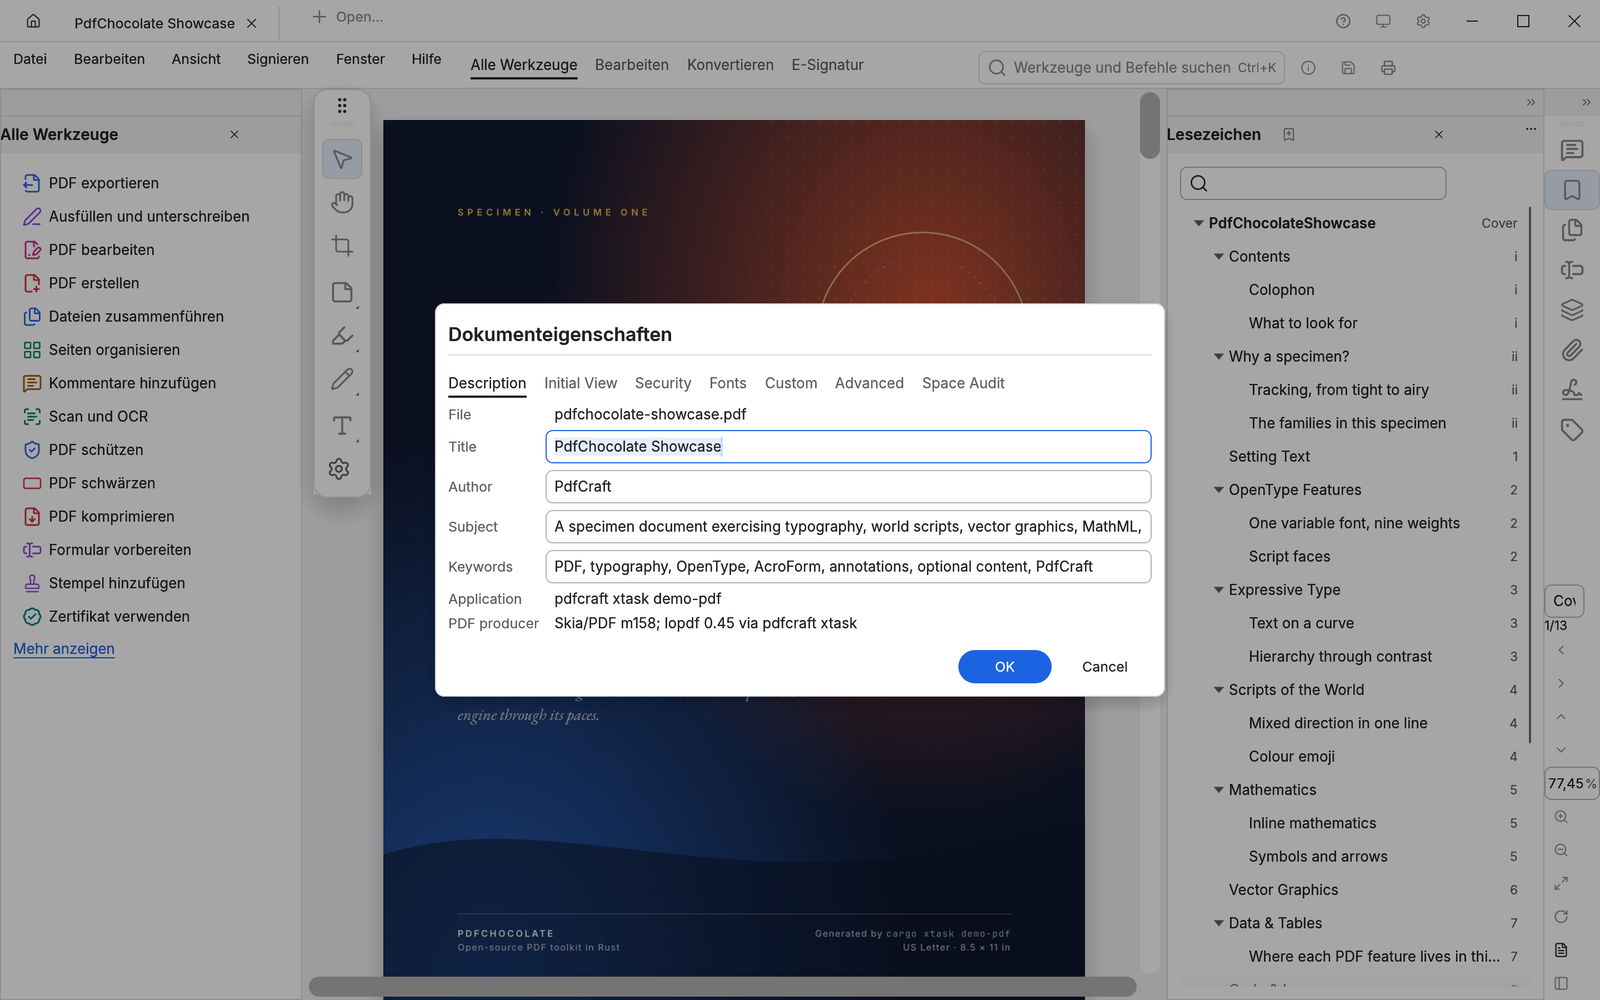 PdfChocolate Showcase
Open...
Datei
Bearbeiten
Ansicht
Signieren
Fenster
Hilfe
Alle Werkzeuge
Bearbeiten
Konvertieren
E-Signatur
Werkzeuge und Befehle suchen
Ctrl+K
Alle Werkzeuge
PDF exportieren
Ausfüllen und unterschreiben
PDF bearbeiten
PDF erstellen
Dateien zusammenführen
Seiten organisieren
Kommentare hinzufügen
Scan und OCR
PDF schützen
PDF schwärzen
PDF komprimieren
Formular vorbereiten
Stempel hinzufügen
Zertifikat verwenden
Mehr anzeigen
SPECIMEN · VOLUME ONE
Dokumenteigenschaften
Description
Initial View
Security
Fonts
Custom
Advanced
Space Audit
File pdfchocolate-showcase.pdf
Title PdfChocolate Showcase
Author PdfCraft
Subject A specimen document exercising typography, world scripts, vector graphics, MathML,
Keywords PDF, typography, OpenType, AcroForm, annotations, optional content, PdfCraft
Application pdfcraft xtask demo-pdf
PDF producer Skia/PDF m158; lopdf 0.45 via pdfcraft xtask
OK
Cancel
engine through its paces.
PDFCHOCOLATE
Open-source PDF toolkit in Rust
Generated by cargo xtask demo-pdf
US Letter · 8.5 × 11 in
Lesezeichen
PdfChocolateShowcase Cover
Contents i
Colophon i
What to look for i
Why a specimen? ii
Tracking, from tight to airy ii
The families in this specimen ii
Setting Text 1
OpenType Features 2
One variable font, nine weights 2
Script faces 2
Expressive Type 3
Text on a curve 3
Hierarchy through contrast 3
Scripts of the World 4
Mixed direction in one line 4
Colour emoji 4
Mathematics 5
Inline mathematics 5
Symbols and arrows 5
Vector Graphics 6
Data & Tables 7
Where each PDF feature lives in thi... 7
1/13
77,45%